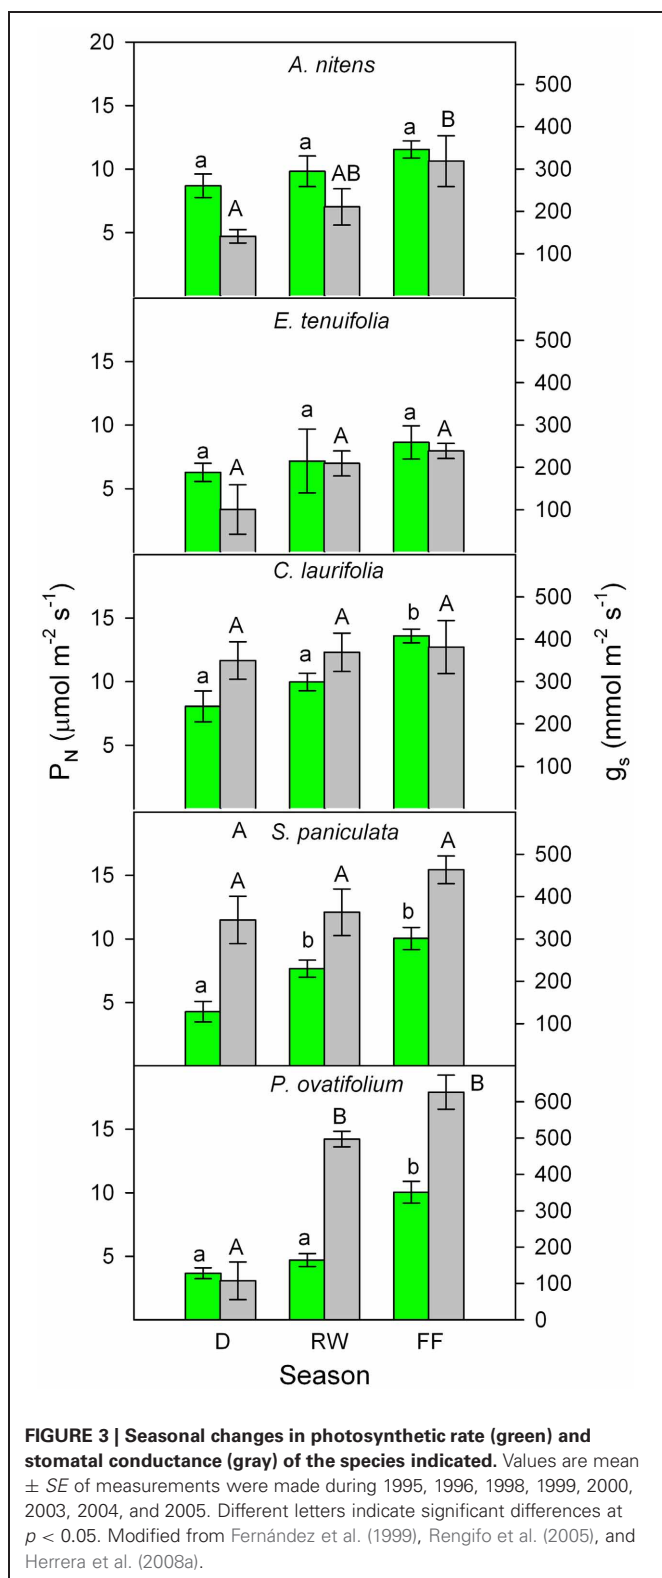 20
A. nitens
500
15
400
a
B
a
10
a
AB
300
A
200
5
100
E. tenuifolia
500
15
400
a
a
10
300
a
A
A
A
200
5
100
C. laurifolia
500
15
A
A
b
A
400
a
a
10
300
200
5
100
A
S. paniculata
A
500
15
A
A
400
b
10
b
300
a
200
5
100
P. ovatifolium
B
600
15
B
500
b
400
10
300
a
A
a
200
5
100
0
P_N (μmol m⁻² s⁻¹)
g_s (mmol m⁻² s⁻¹)
D RW FF
Season
FIGURE 3 | Seasonal changes in photosynthetic rate (green) and
stomatal conductance (gray) of the species indicated. Values are mean
± SE of measurements were made during 1995, 1996, 1998, 1999, 2000,
2003, 2004, and 2005. Different letters indicate significant differences at
p < 0.05. Modified from Fernández et al. (1999), Rengifo et al. (2005), and
Herrera et al. (2008a).